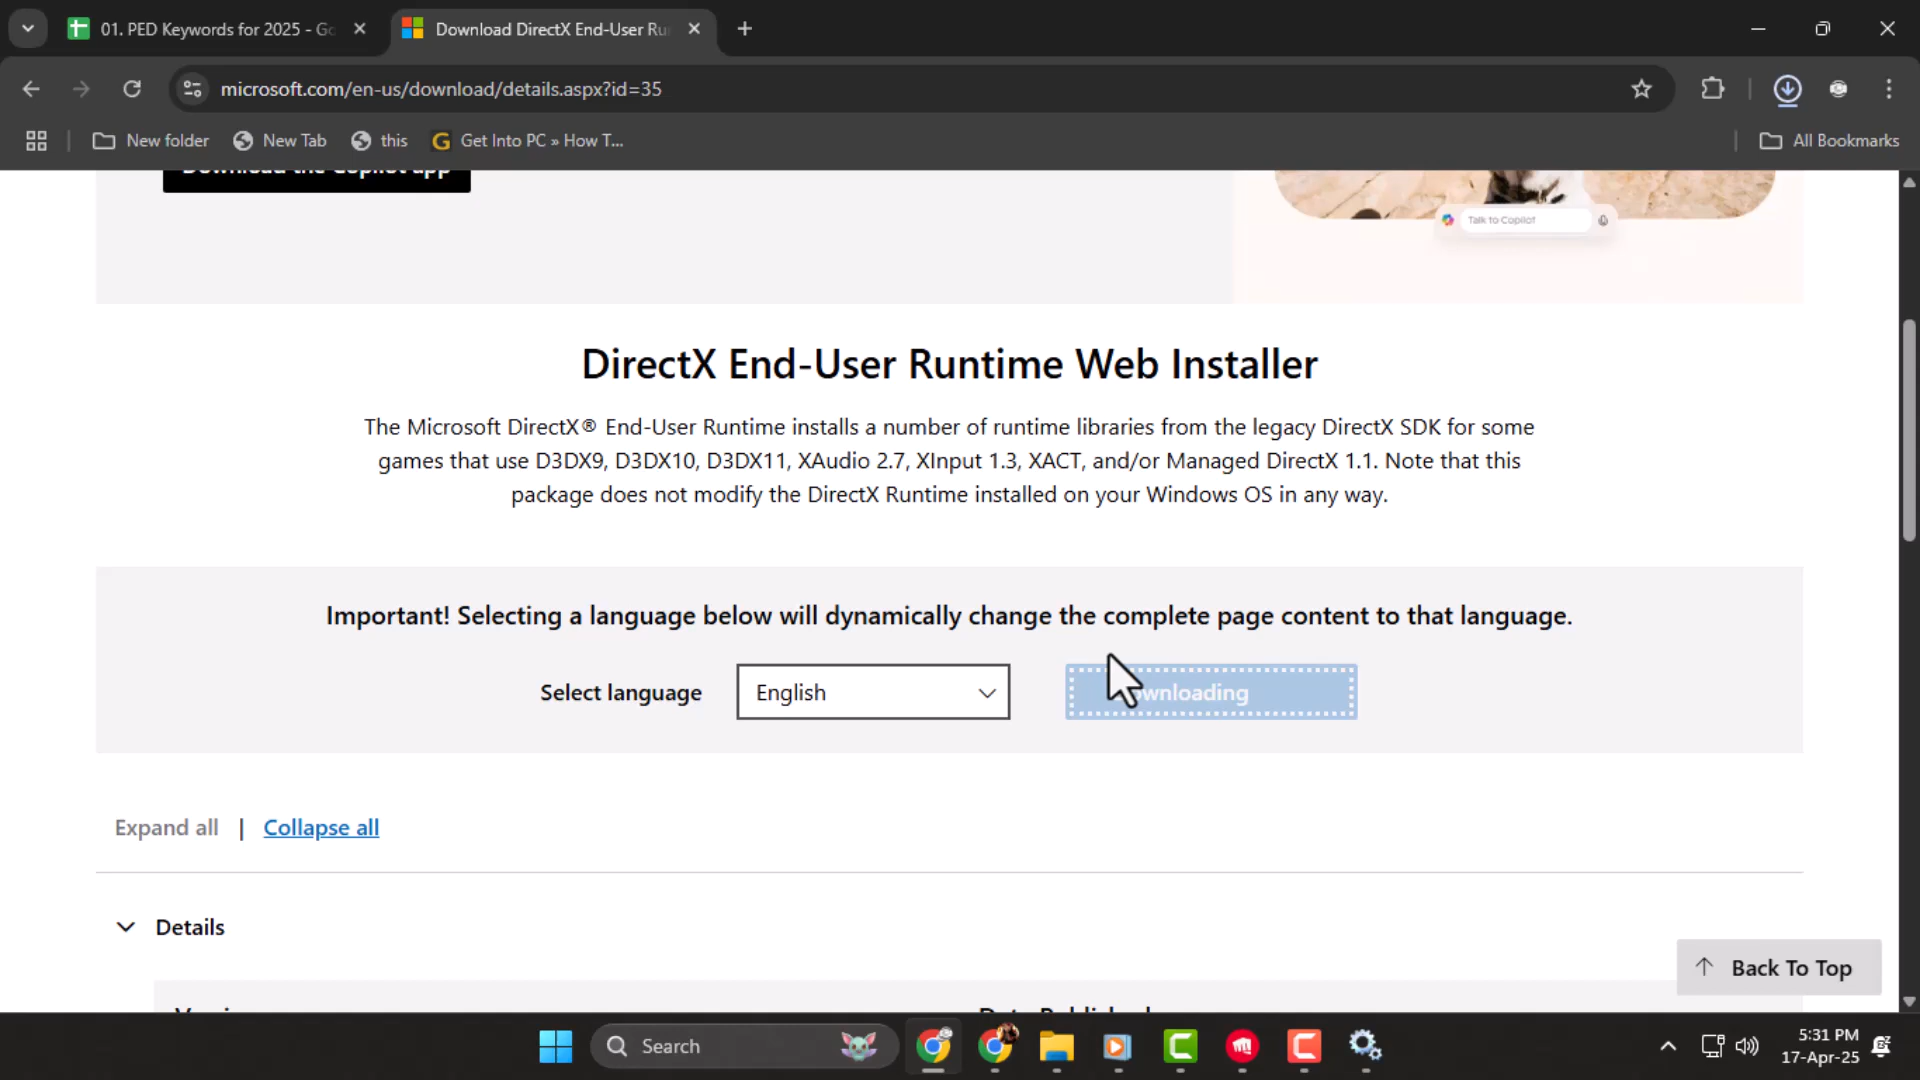 01. PED Keywords for 2025 - Go
Download DirectX End-User Ru
microsoft.com/en-us/download/details.aspx?id=35
New folder
New Tab
this
Get Into PC » How T...
All Bookmarks
Download the Copilot app
Talk to Copilot
DirectX End-User Runtime Web Installer
The Microsoft DirectX® End-User Runtime installs a number of runtime libraries from the legacy DirectX SDK for some
games that use D3DX9, D3DX10, D3DX11, XAudio 2.7, XInput 1.3, XACT, and/or Managed DirectX 1.1. Note that this
package does not modify the DirectX Runtime installed on your Windows OS in any way.
Important! Selecting a language below will dynamically change the complete page content to that language.
Select language
English
wnloading
Expand all | Collapse all
Details
Back To Top
Search
5:31 PM
17-Apr-25